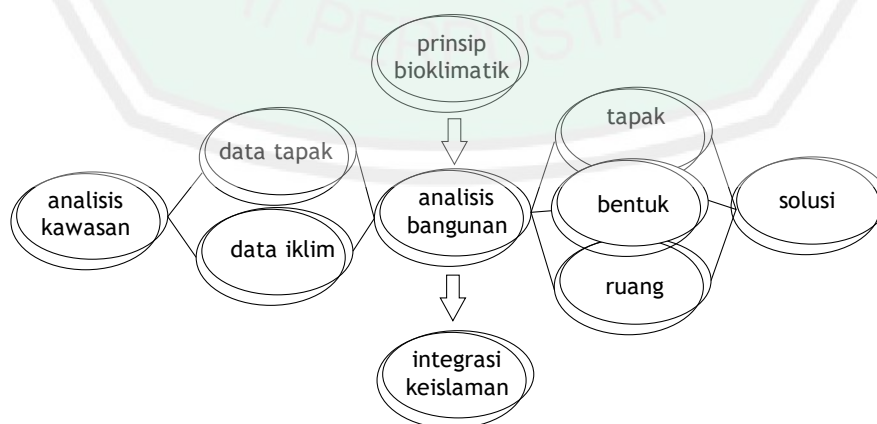 prinsip
bioklimatik
data tapak
tapak
analisis
kawasan
analisis
bangunan
bentuk
solusi
data iklim
ruang
integrasi
keislaman